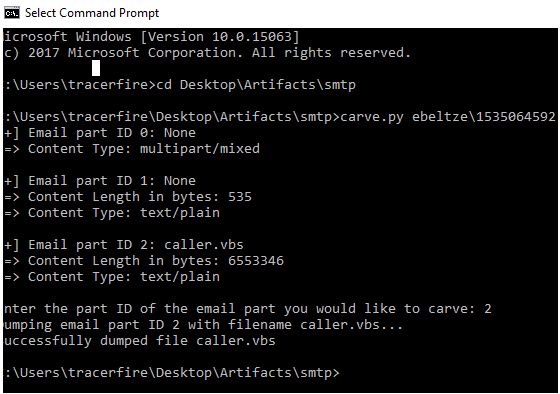 Select Command Prompt
icrosoft Windows [Version 10.0.15063]
c) 2017 Microsoft Corporation. All rights reserved.
:\Users\tracerfire>cd Desktop\Artifacts\smtp
:\Users\tracerfire\Desktop\Artifacts\smtp>carve.py ebeltze\1535064592
+] Email part ID 0: None
=> Content Type: multipart/mixed
+] Email part ID 1: None
=> Content Length in bytes: 535
=> Content Type: text/plain
+] Email part ID 2: caller.vbs
=> Content Length in bytes: 6553346
=> Content Type: text/plain
nter the part ID of the email part you would like to carve: 2
umping email part ID 2 with filename caller.vbs...
uccessfully dumped file caller.vbs
:\Users\tracerfire\Desktop\Artifacts\smtp>